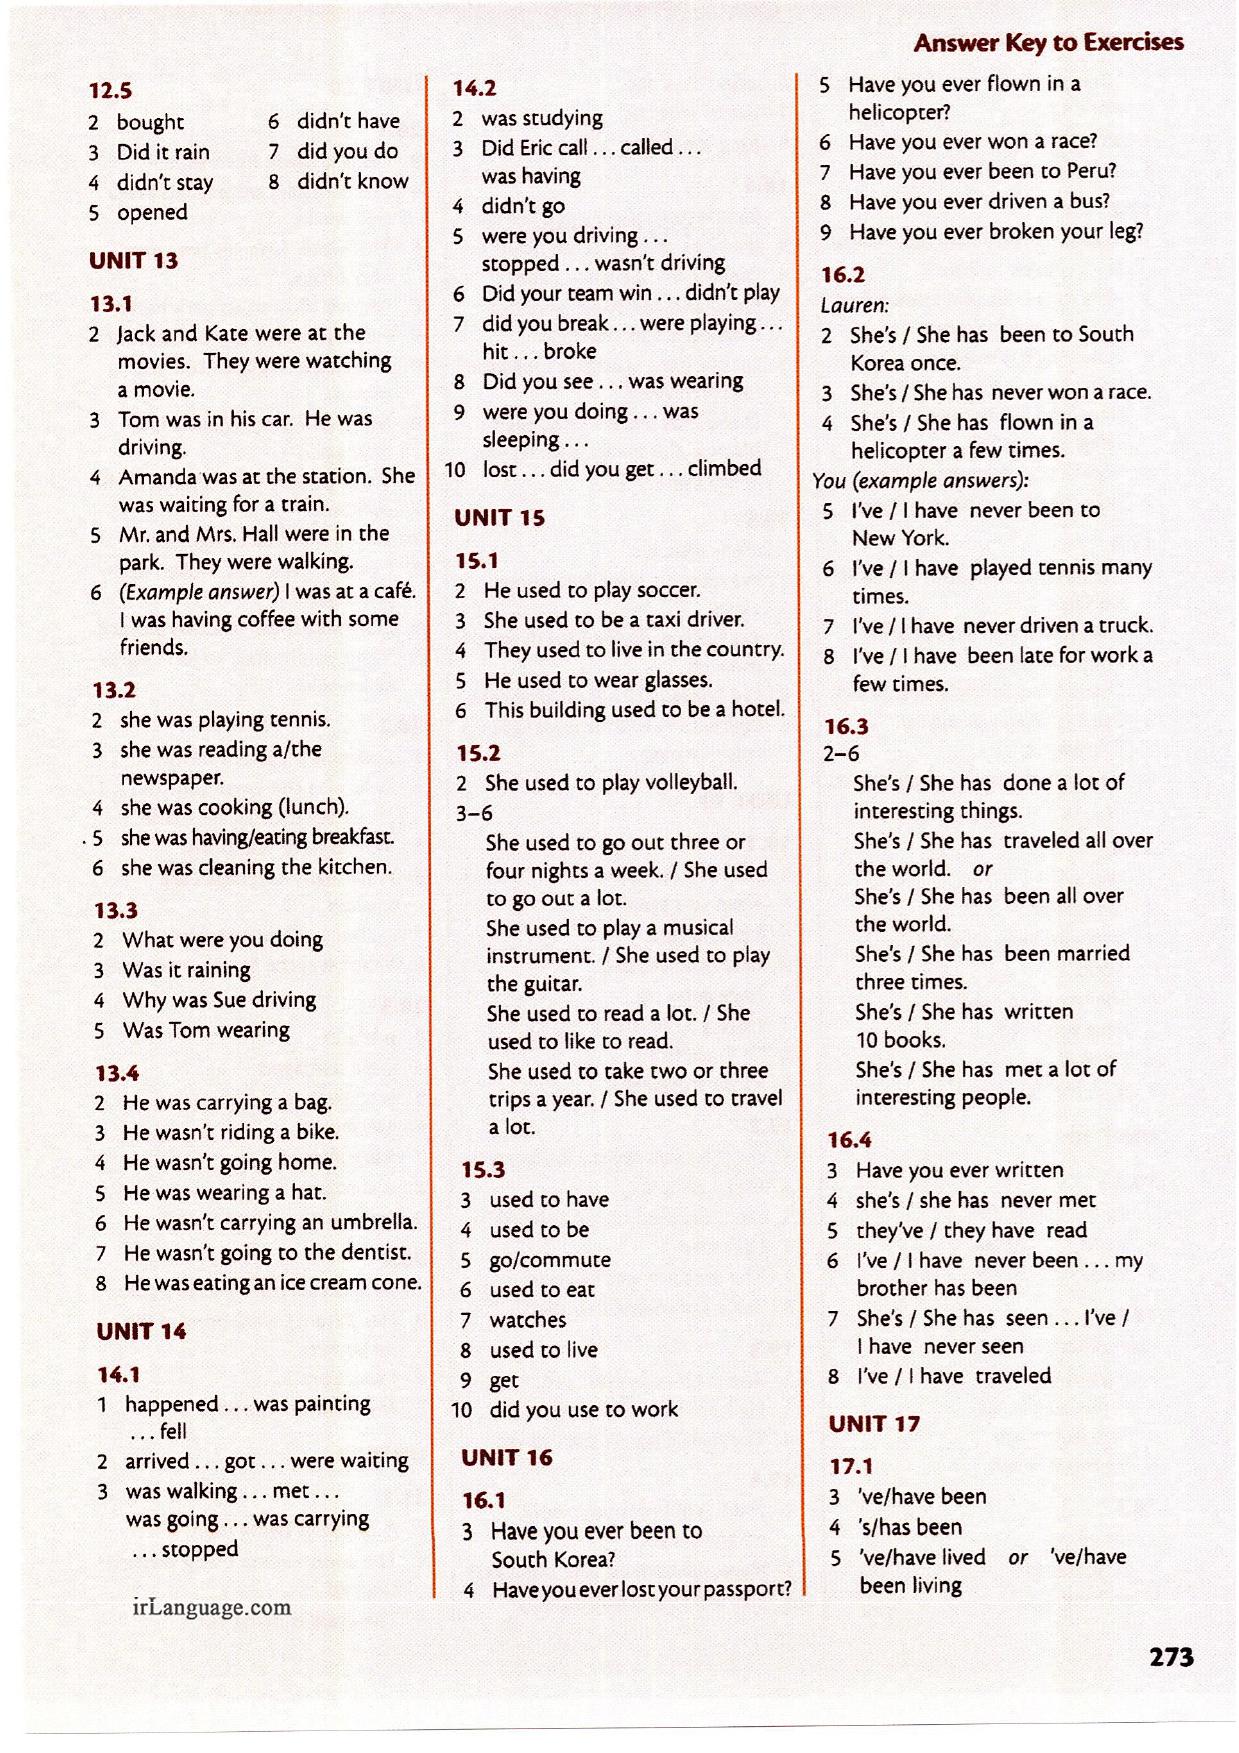 Answer Key to Exercises
12.5
2 bought
3 Did it rain
4 didn't stay
5 opened
6 didn't have
7 did you do
8 didn't know
UNIT 13
13.1
2 Jack and Kate were at the
movies. They were watching
a movie.
3 Tom was in his car. He was
driving.
4 Amanda was at the station. She
was waiting for a train.
5 Mr. and Mrs. Hall were in the
park. They were walking.
6 (Example answer) I was at a café.
I was having coffee with some
friends.
13.2
2 she was playing tennis.
3 she was reading a/the
newspaper.
4 she was cooking (lunch).
5 she was having/eating breakfast.
6 she was cleaning the kitchen.
13.3
2 What were you doing
3 Was it raining
4 Why was Sue driving
5 Was Tom wearing
13.4
2 He was carrying a bag.
3 He wasn't riding a bike.
4 He wasn't going home.
5 He was wearing a hat.
6 He wasn't carrying an umbrella.
7 He wasn't going to the dentist.
8 He was eating an ice cream cone.
UNIT 14
14.1
1 happened ... was painting
... fell
2 arrived ... got ... were waiting
3 was walking ... met ...
was going ... was carrying
... stopped
irLanguage.com
14.2
2 was studying
3 Did Eric call ... called ...
was having
4 didn't go
5 were you driving ...
stopped ... wasn't driving
6 Did your team win ... didn't play
7 did you break ... were playing ...
hit ... broke
8 Did you see ... was wearing
9 were you doing ... was
sleeping ...
10 lost ... did you get ... climbed
UNIT 15
15.1
2 He used to play soccer.
3 She used to be a taxi driver.
4 They used to live in the country.
5 He used to wear glasses.
6 This building used to be a hotel.
15.2
2 She used to play volleyball.
3–6
She used to go out three or
four nights a week. / She used
to go out a lot.
She used to play a musical
instrument. / She used to play
the guitar.
She used to read a lot. / She
used to like to read.
She used to take two or three
trips a year. / She used to travel
a lot.
15.3
3 used to have
4 used to be
5 go/commute
6 used to eat
7 watches
8 used to live
9 get
10 did you use to work
UNIT 16
16.1
3 Have you ever been to
South Korea?
4 Have you ever lost your passport?
5 Have you ever flown in a
helicopter?
6 Have you ever won a race?
7 Have you ever been to Peru?
8 Have you ever driven a bus?
9 Have you ever broken your leg?
16.2
Lauren:
2 She's / She has been to South
Korea once.
3 She's / She has never won a race.
4 She's / She has flown in a
helicopter a few times.
You (example answers):
5 I've / I have never been to
New York.
6 I've / I have played tennis many
times.
7 I've / I have never driven a truck.
8 I've / I have been late for work a
few times.
16.3
2–6
She's / She has done a lot of
interesting things.
She's / She has traveled all over
the world. or
She's / She has been all over
the world.
She's / She has been married
three times.
She's / She has written
10 books.
She's / She has met a lot of
interesting people.
16.4
3 Have you ever written
4 she's / she has never met
5 they've / they have read
6 I've / I have never been ... my
brother has been
7 She's / She has seen ... I've /
I have never seen
8 I've / I have traveled
UNIT 17
17.1
3 've/have been
4 's/has been
5 've/have lived or 've/have
been living
273